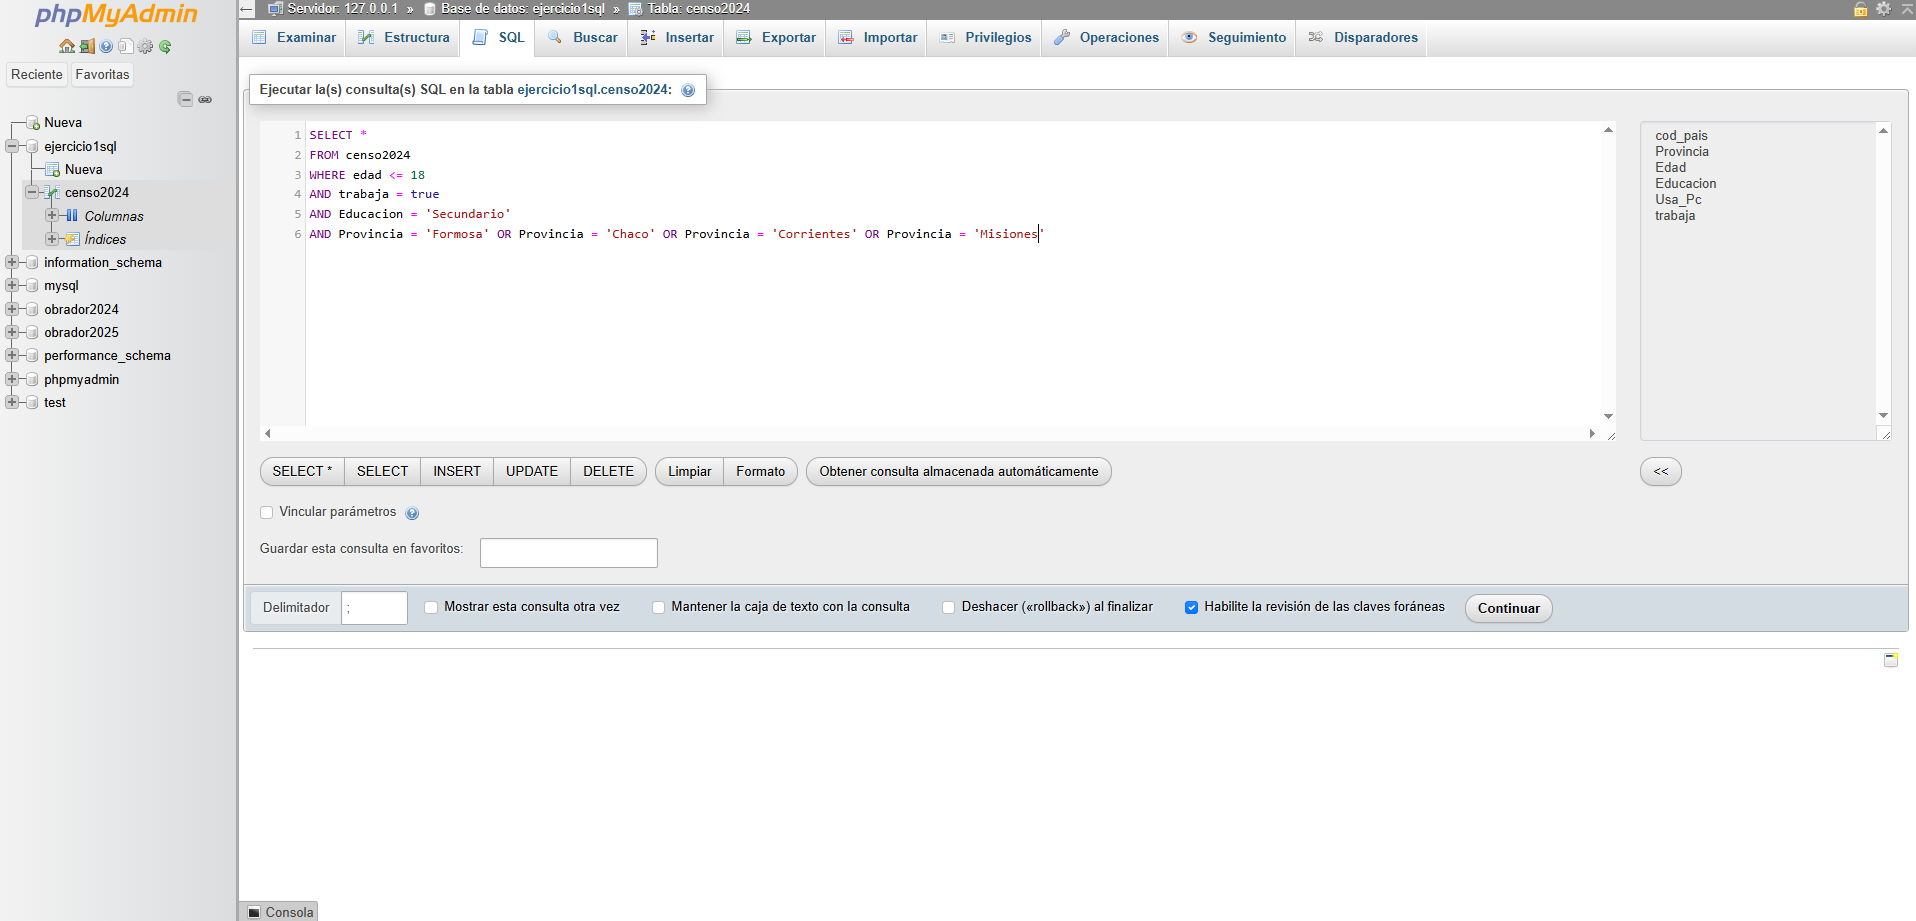 phpMyAdmin
Reciente Favoritas
Nueva
ejercicio1sql
Nueva
censo2024
Columnas
Índices
information_schema
mysql
obrador2024
obrador2025
performance_schema
phpmyadmin
test
Servidor: 127.0.0.1 » Base de datos: ejercicio1sql » Tabla: censo2024
Examinar Estructura SQL Buscar Insertar Exportar Importar Privilegios Operaciones Seguimiento Disparadores
Ejecutar la(s) consulta(s) SQL en la tabla ejercicio1sql.censo2024:
1 SELECT *
2 FROM censo2024
3 WHERE edad <= 18
4 AND trabaja = true
5 AND Educacion = 'Secundario'
6 AND Provincia = 'Formosa' OR Provincia = 'Chaco' OR Provincia = 'Corrientes' OR Provincia = 'Misiones'
cod_pais
Provincia
Edad
Educacion
Usa_Pc
trabaja
SELECT * SELECT INSERT UPDATE DELETE Limpiar Formato Obtener consulta almacenada automáticamente <<
Vincular parámetros
Guardar esta consulta en favoritos:
Delimitador ; Mostrar esta consulta otra vez Mantener la caja de texto con la consulta Deshacer («rollback») al finalizar Habilite la revisión de las claves foráneas Continuar
Consola